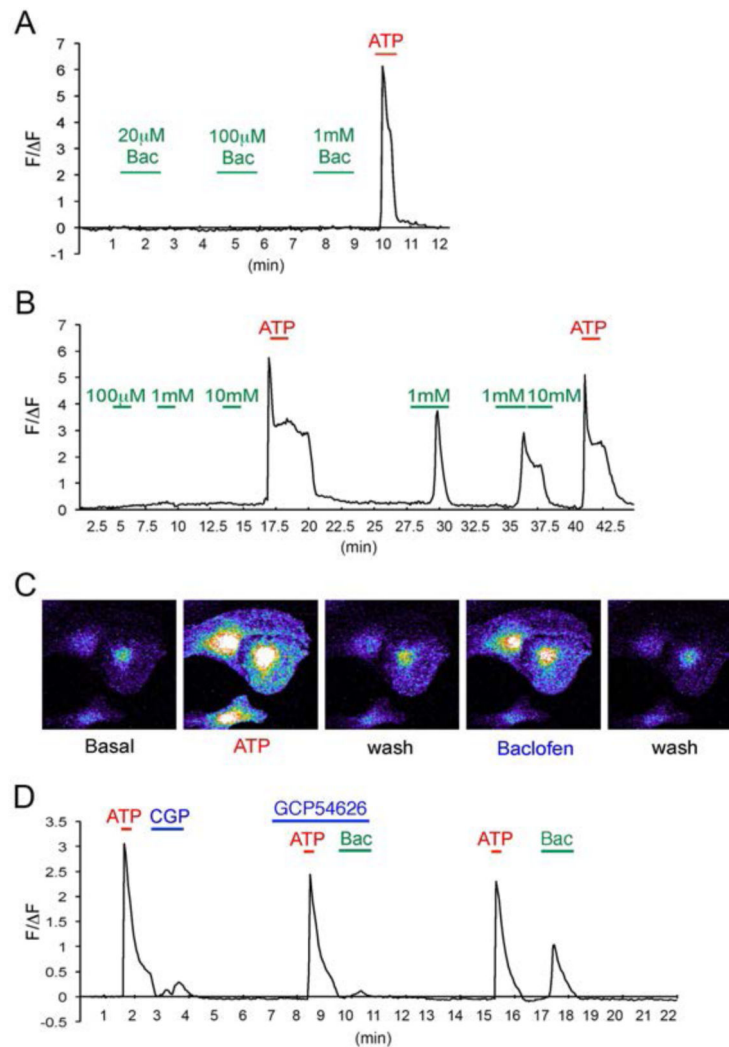 A
ATP
7
6
5
4
3
2
1
0
-1
F/ΔF
20μM 100μM 1mM
Bac Bac Bac
1 2 3 4 5 6 7 8 9 10 11 12
(min)
B
7
6
5
4
3
2
1
0
F/ΔF
ATP ATP
100μM 1mM 10mM 1mM 1mM 10mM
2.5 5 7.5 10 15 12.5 17.5 20 25 22.5 27.5 30 32.5 35 37.5 40 42.5
(min)
C
Basal ATP wash Baclofen wash
D
GCP54626
ATP CGP ATP Bac ATP Bac
3.5
3
2.5
2
1.5
1
0.5
0
-0.5
F/ΔF
1 2 3 4 5 6 7 8 9 10 11 12 13 14 15 16 17 18 19 20 21 22
(min)